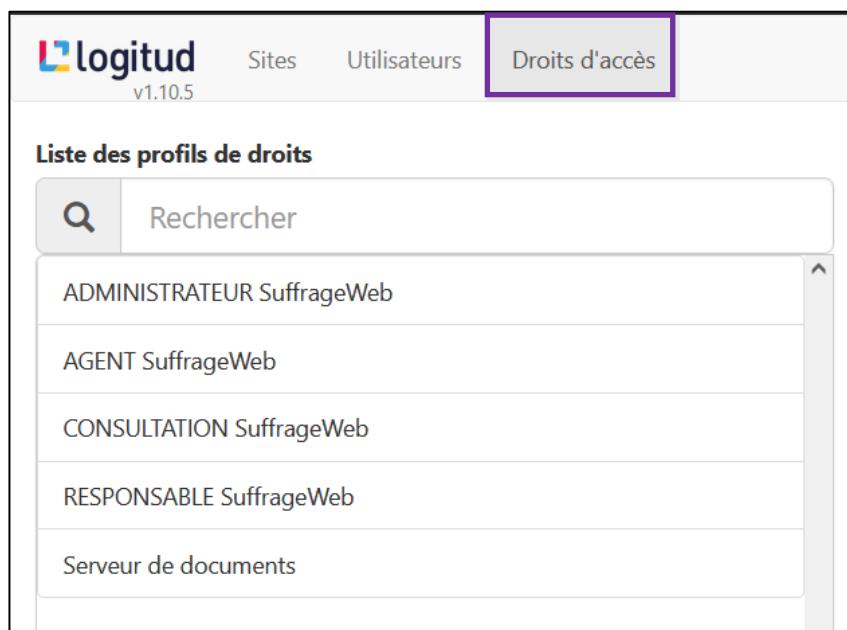 logitud Sites Utilisateurs Droits d'accès
v1.10.5
Liste des profils de droits
Rechercher
ADMINISTRATEUR SuffrageWeb
AGENT SuffrageWeb
CONSULTATION SuffrageWeb
RESPONSABLE SuffrageWeb
Serveur de documents